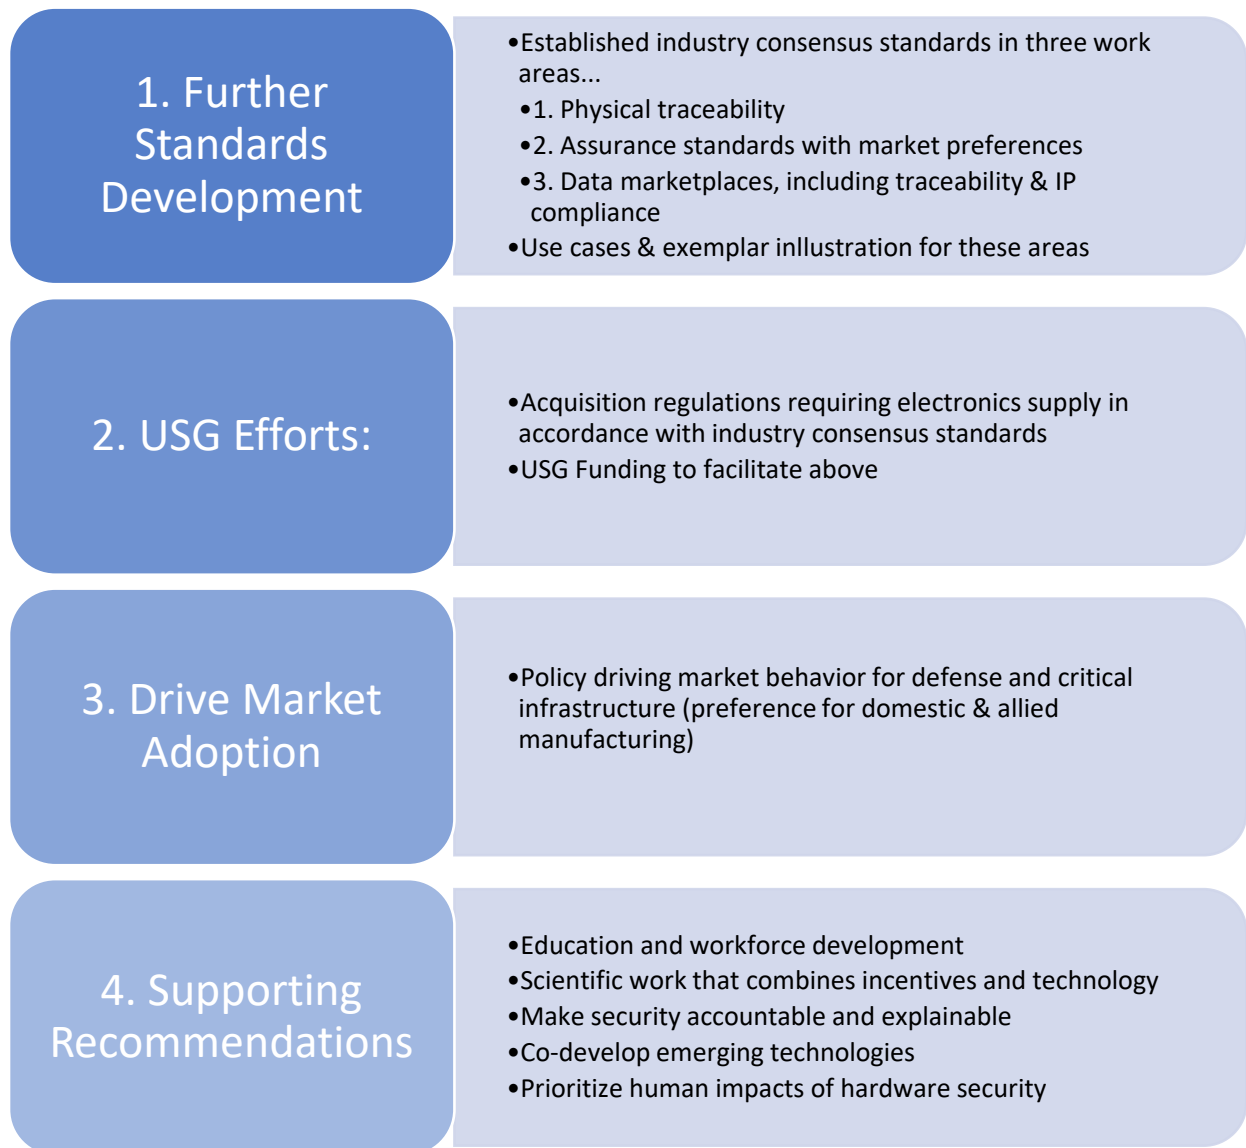 1. Further
Standards
Development
•Established industry consensus standards in three work
areas...
•1. Physical traceability
•2. Assurance standards with market preferences
•3. Data marketplaces, including traceability & IP
compliance
•Use cases & exemplar inllustration for these areas
2. USG Efforts:
•Acquisition regulations requiring electronics supply in
accordance with industry consensus standards
•USG Funding to facilitate above
3. Drive Market
Adoption
•Policy driving market behavior for defense and critical
infrastructure (preference for domestic & allied
manufacturing)
4. Supporting
Recommendations
•Education and workforce development
•Scientific work that combines incentives and technology
•Make security accountable and explainable
•Co-develop emerging technologies
•Prioritize human impacts of hardware security